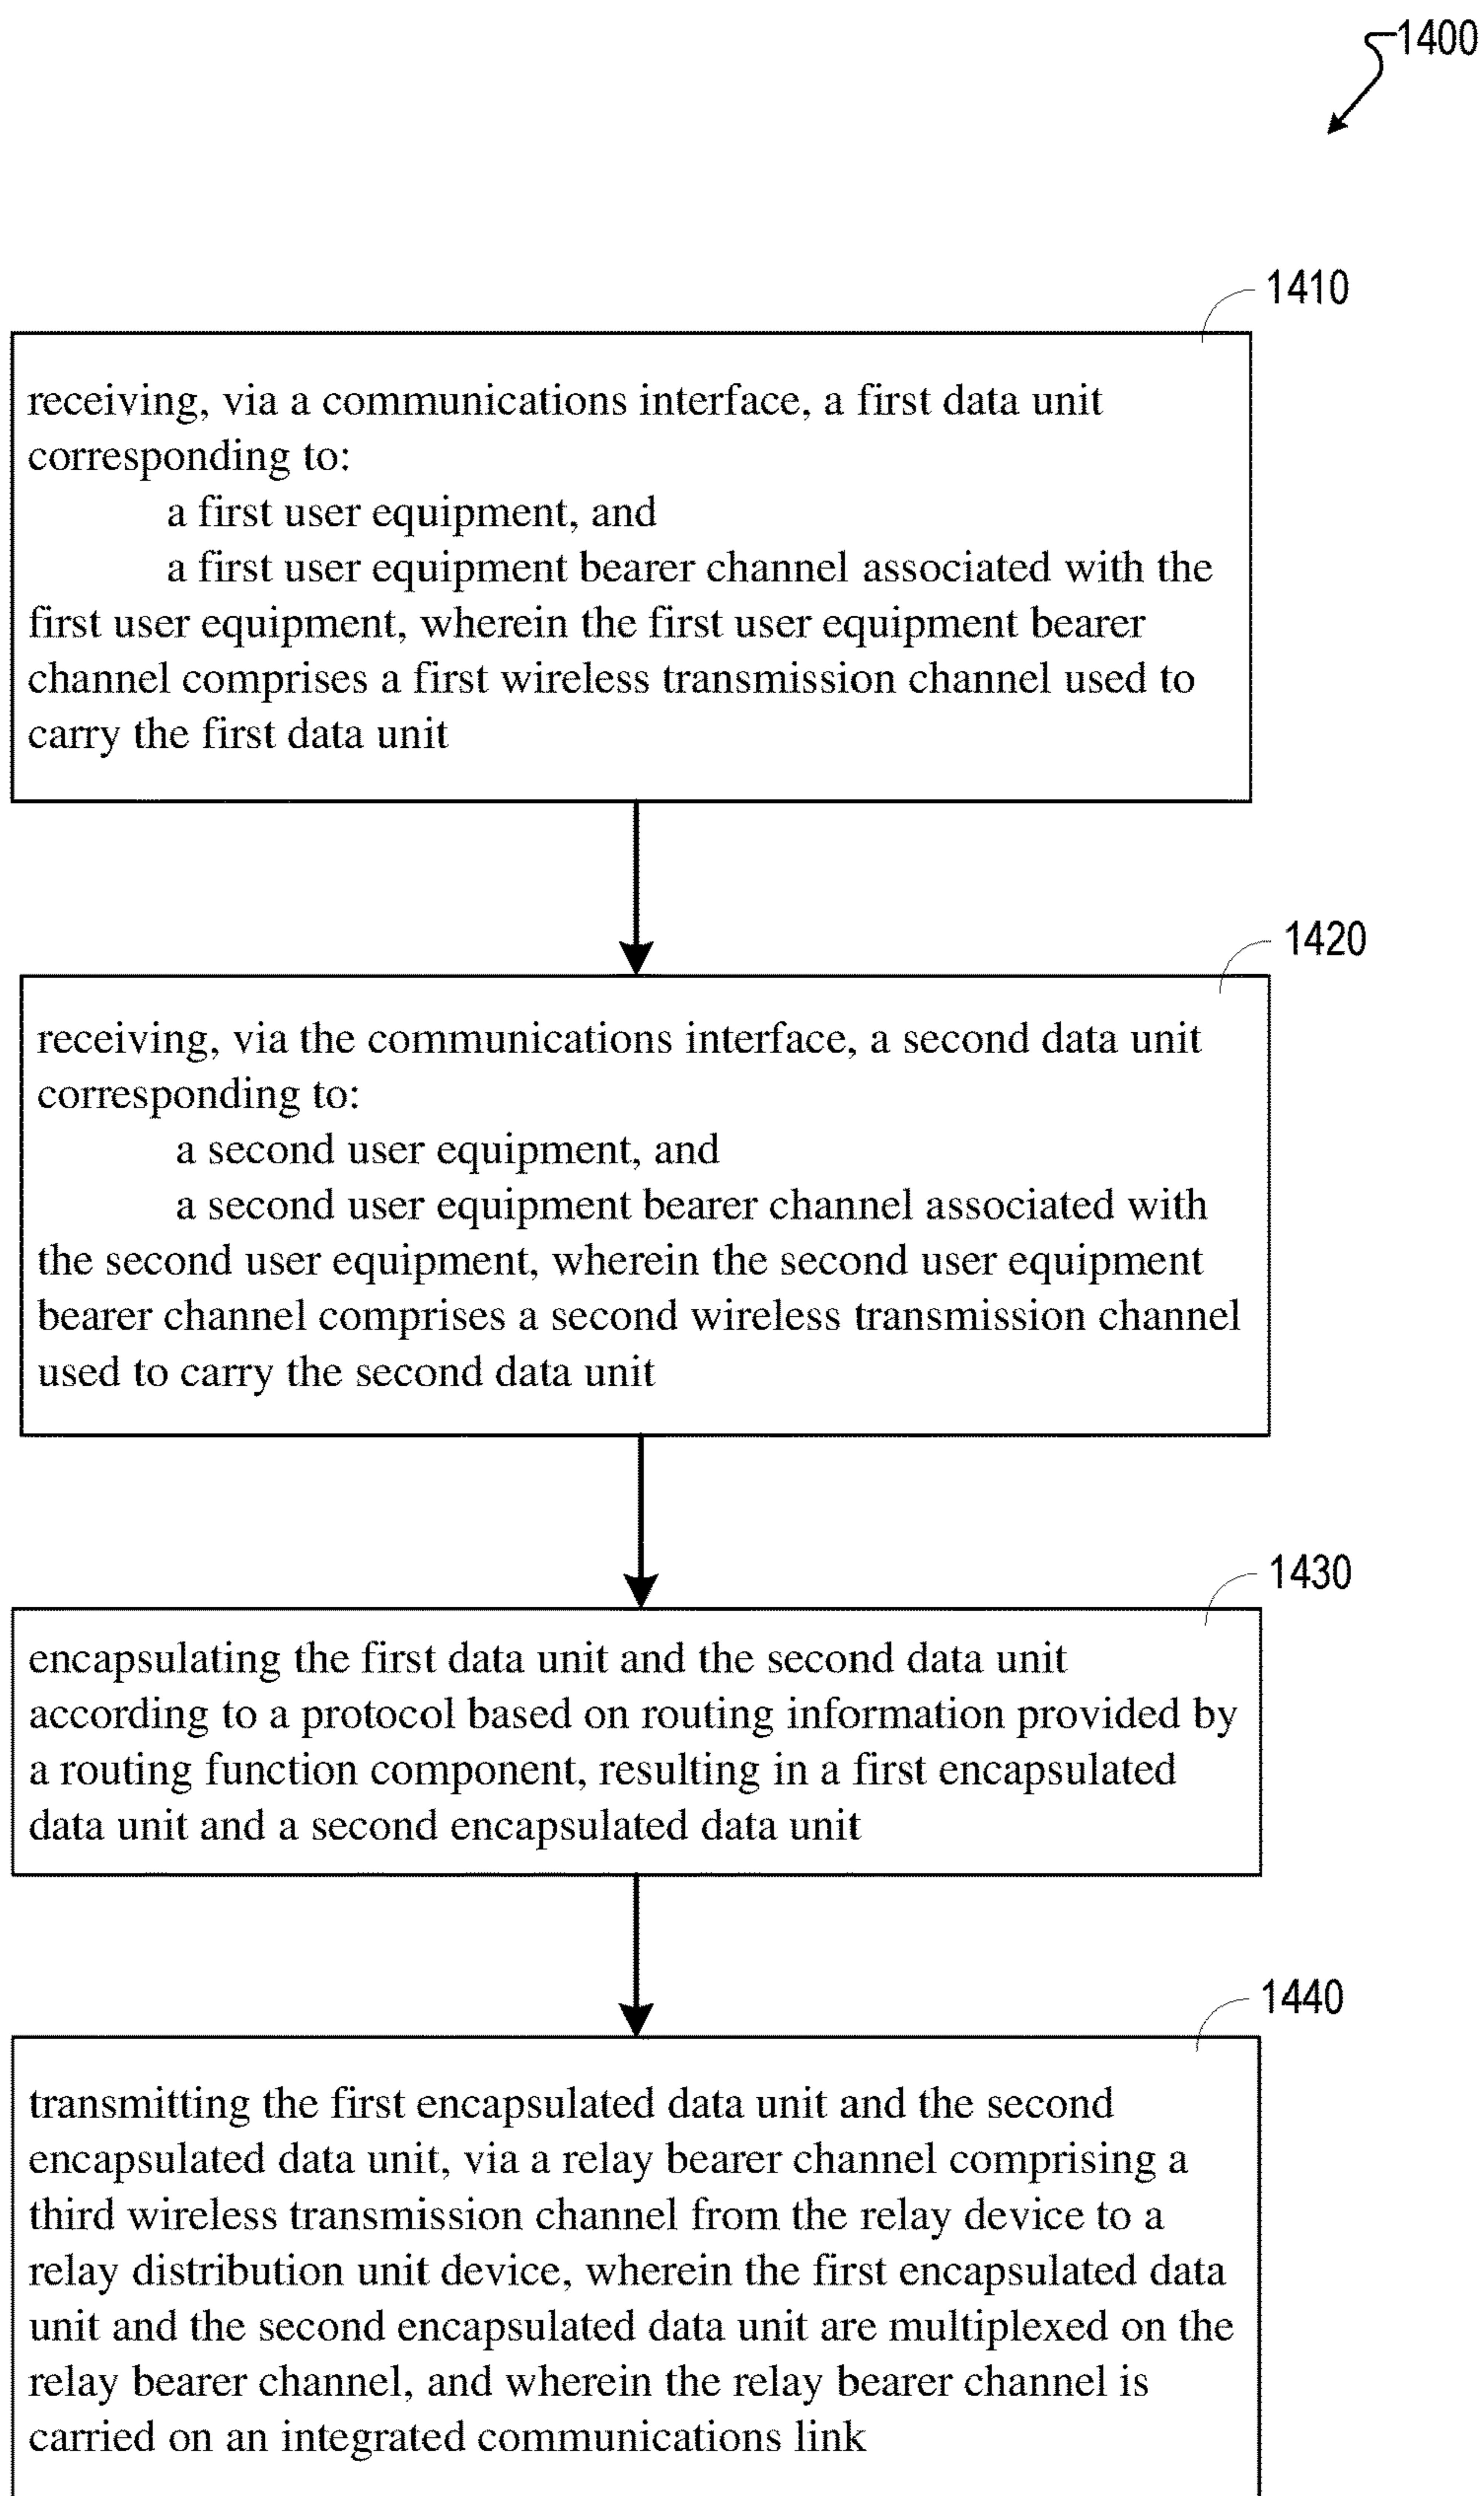 1400
1410
receiving, via a communications interface, a first data unit
corresponding to:
a first user equipment, and
a first user equipment bearer channel associated with the
first user equipment, wherein the first user equipment bearer
channel comprises a first wireless transmission channel used to
carry the first data unit
1420
receiving, via the communications interface, a second data unit
corresponding to:
a second user equipment, and
a second user equipment bearer channel associated with
the second user equipment, wherein the second user equipment
bearer channel comprises a second wireless transmission channel
used to carry the second data unit
1430
encapsulating the first data unit and the second data unit
according to a protocol based on routing information provided by
a routing function component, resulting in a first encapsulated
data unit and a second encapsulated data unit
1440
transmitting the first encapsulated data unit and the second
encapsulated data unit, via a relay bearer channel comprising a
third wireless transmission channel from the relay device to a
relay distribution unit device, wherein the first encapsulated data
unit and the second encapsulated data unit are multiplexed on the
relay bearer channel, and wherein the relay bearer channel is
carried on an integrated communications link